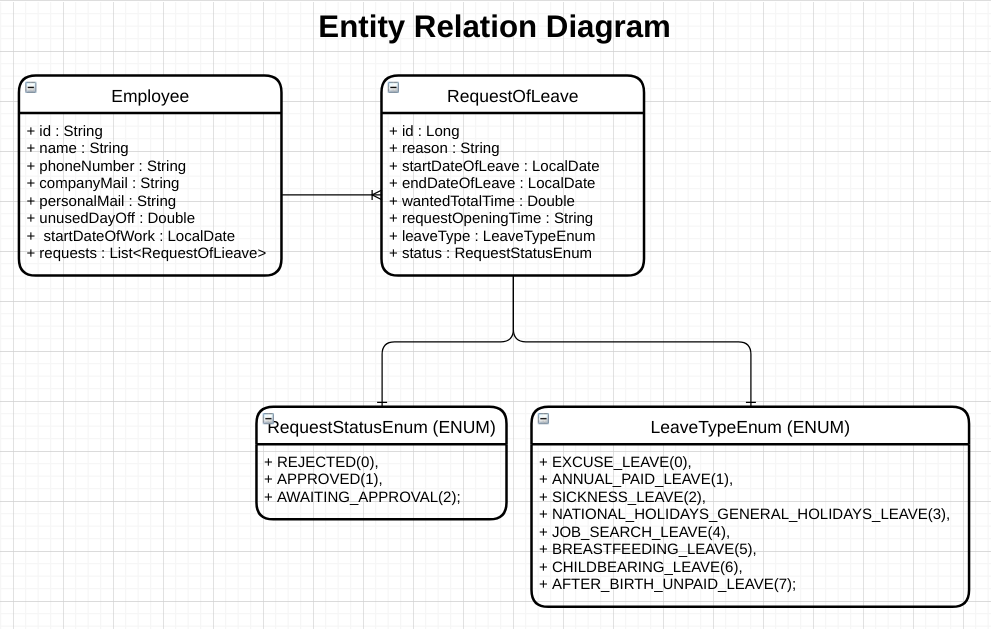 Entity Relation Diagram
Employee
+ id : String
+ name : String
+ phoneNumber : String
+ companyMail : String
+ personalMail : String
+ unusedDayOff : Double
+  startDateOfWork : LocalDate
+ requests : List<RequestOfLieave>
RequestOfLeave
+ id : Long
+ reason : String
+ startDateOfLeave : LocalDate
+ endDateOfLeave : LocalDate
+ wantedTotalTime : Double
+ requestOpeningTime : String
+ leaveType : LeaveTypeEnum
+ status : RequestStatusEnum
RequestStatusEnum (ENUM)
+ REJECTED(0),
+ APPROVED(1),
+ AWAITING_APPROVAL(2);
LeaveTypeEnum (ENUM)
+ EXCUSE_LEAVE(0),
+ ANNUAL_PAID_LEAVE(1),
+ SICKNESS_LEAVE(2),
+ NATIONAL_HOLIDAYS_GENERAL_HOLIDAYS_LEAVE(3),
+ JOB_SEARCH_LEAVE(4),
+ BREASTFEEDING_LEAVE(5),
+ CHILDBEARING_LEAVE(6),
+ AFTER_BIRTH_UNPAID_LEAVE(7);